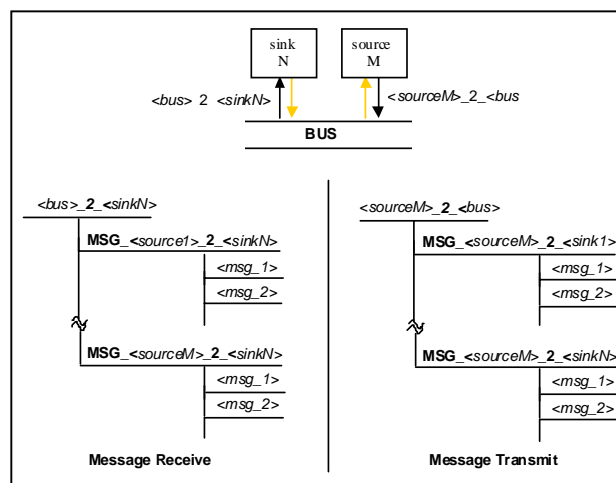 sink
N
source
M
<bus> 2 <sinkN>
<sourceM>_2_<bus
BUS
<bus>_2_<sinkN>
MSG_<source1>_2_<sinkN>
<msg_1>
<msg_2>
MSG_<sourceM>_2_<sinkN>
<msg_1>
<msg_2>
Message Receive
<sourceM>_2_<bus>
MSG_<sourceM>_2_<sink1>
<msg_1>
<msg_2>
MSG_<sourceM>_2_<sinkN>
<msg_1>
<msg_2>
Message Transmit